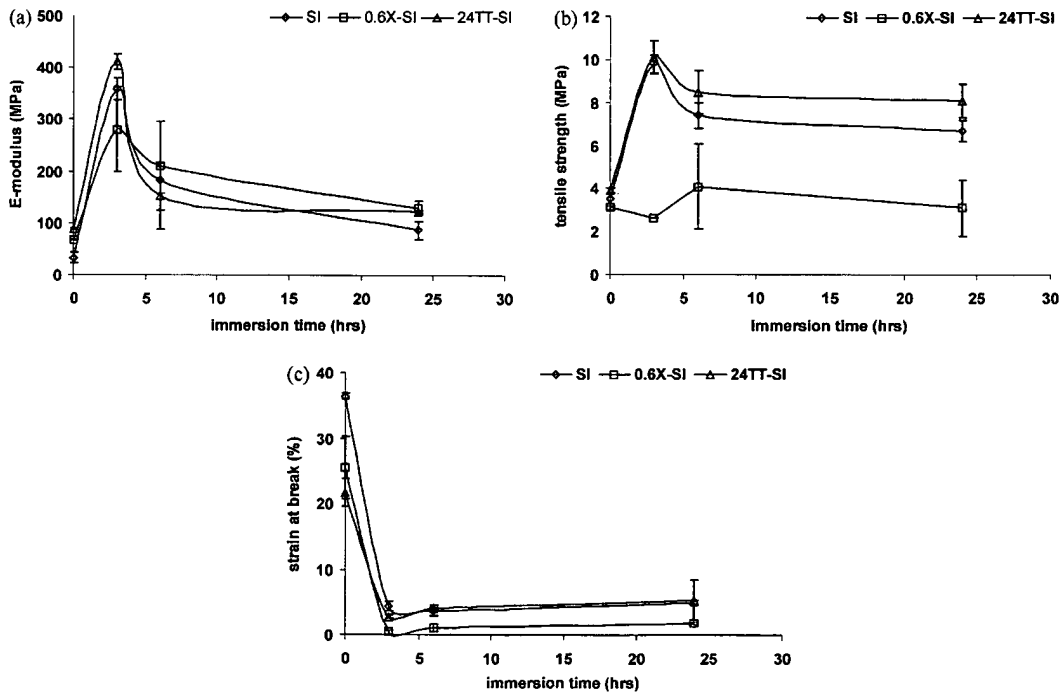 (a)
SI 0.6X-SI 24TT-SI
500
400
300
200
100
0
E-modulus (MPa)
0 5 10 15 20 25 30
immersion time (hrs)
(b)
SI 0.6X-SI 24TT-SI
12
10
8
6
4
2
0
tensile strength (MPa)
0 5 10 15 20 25 30
immersion time (hrs)
(c)
SI 0.6X-SI 24TT-SI
40
30
20
10
0
strain at break (%)
0 5 10 15 20 25 30
immersion time (hrs)